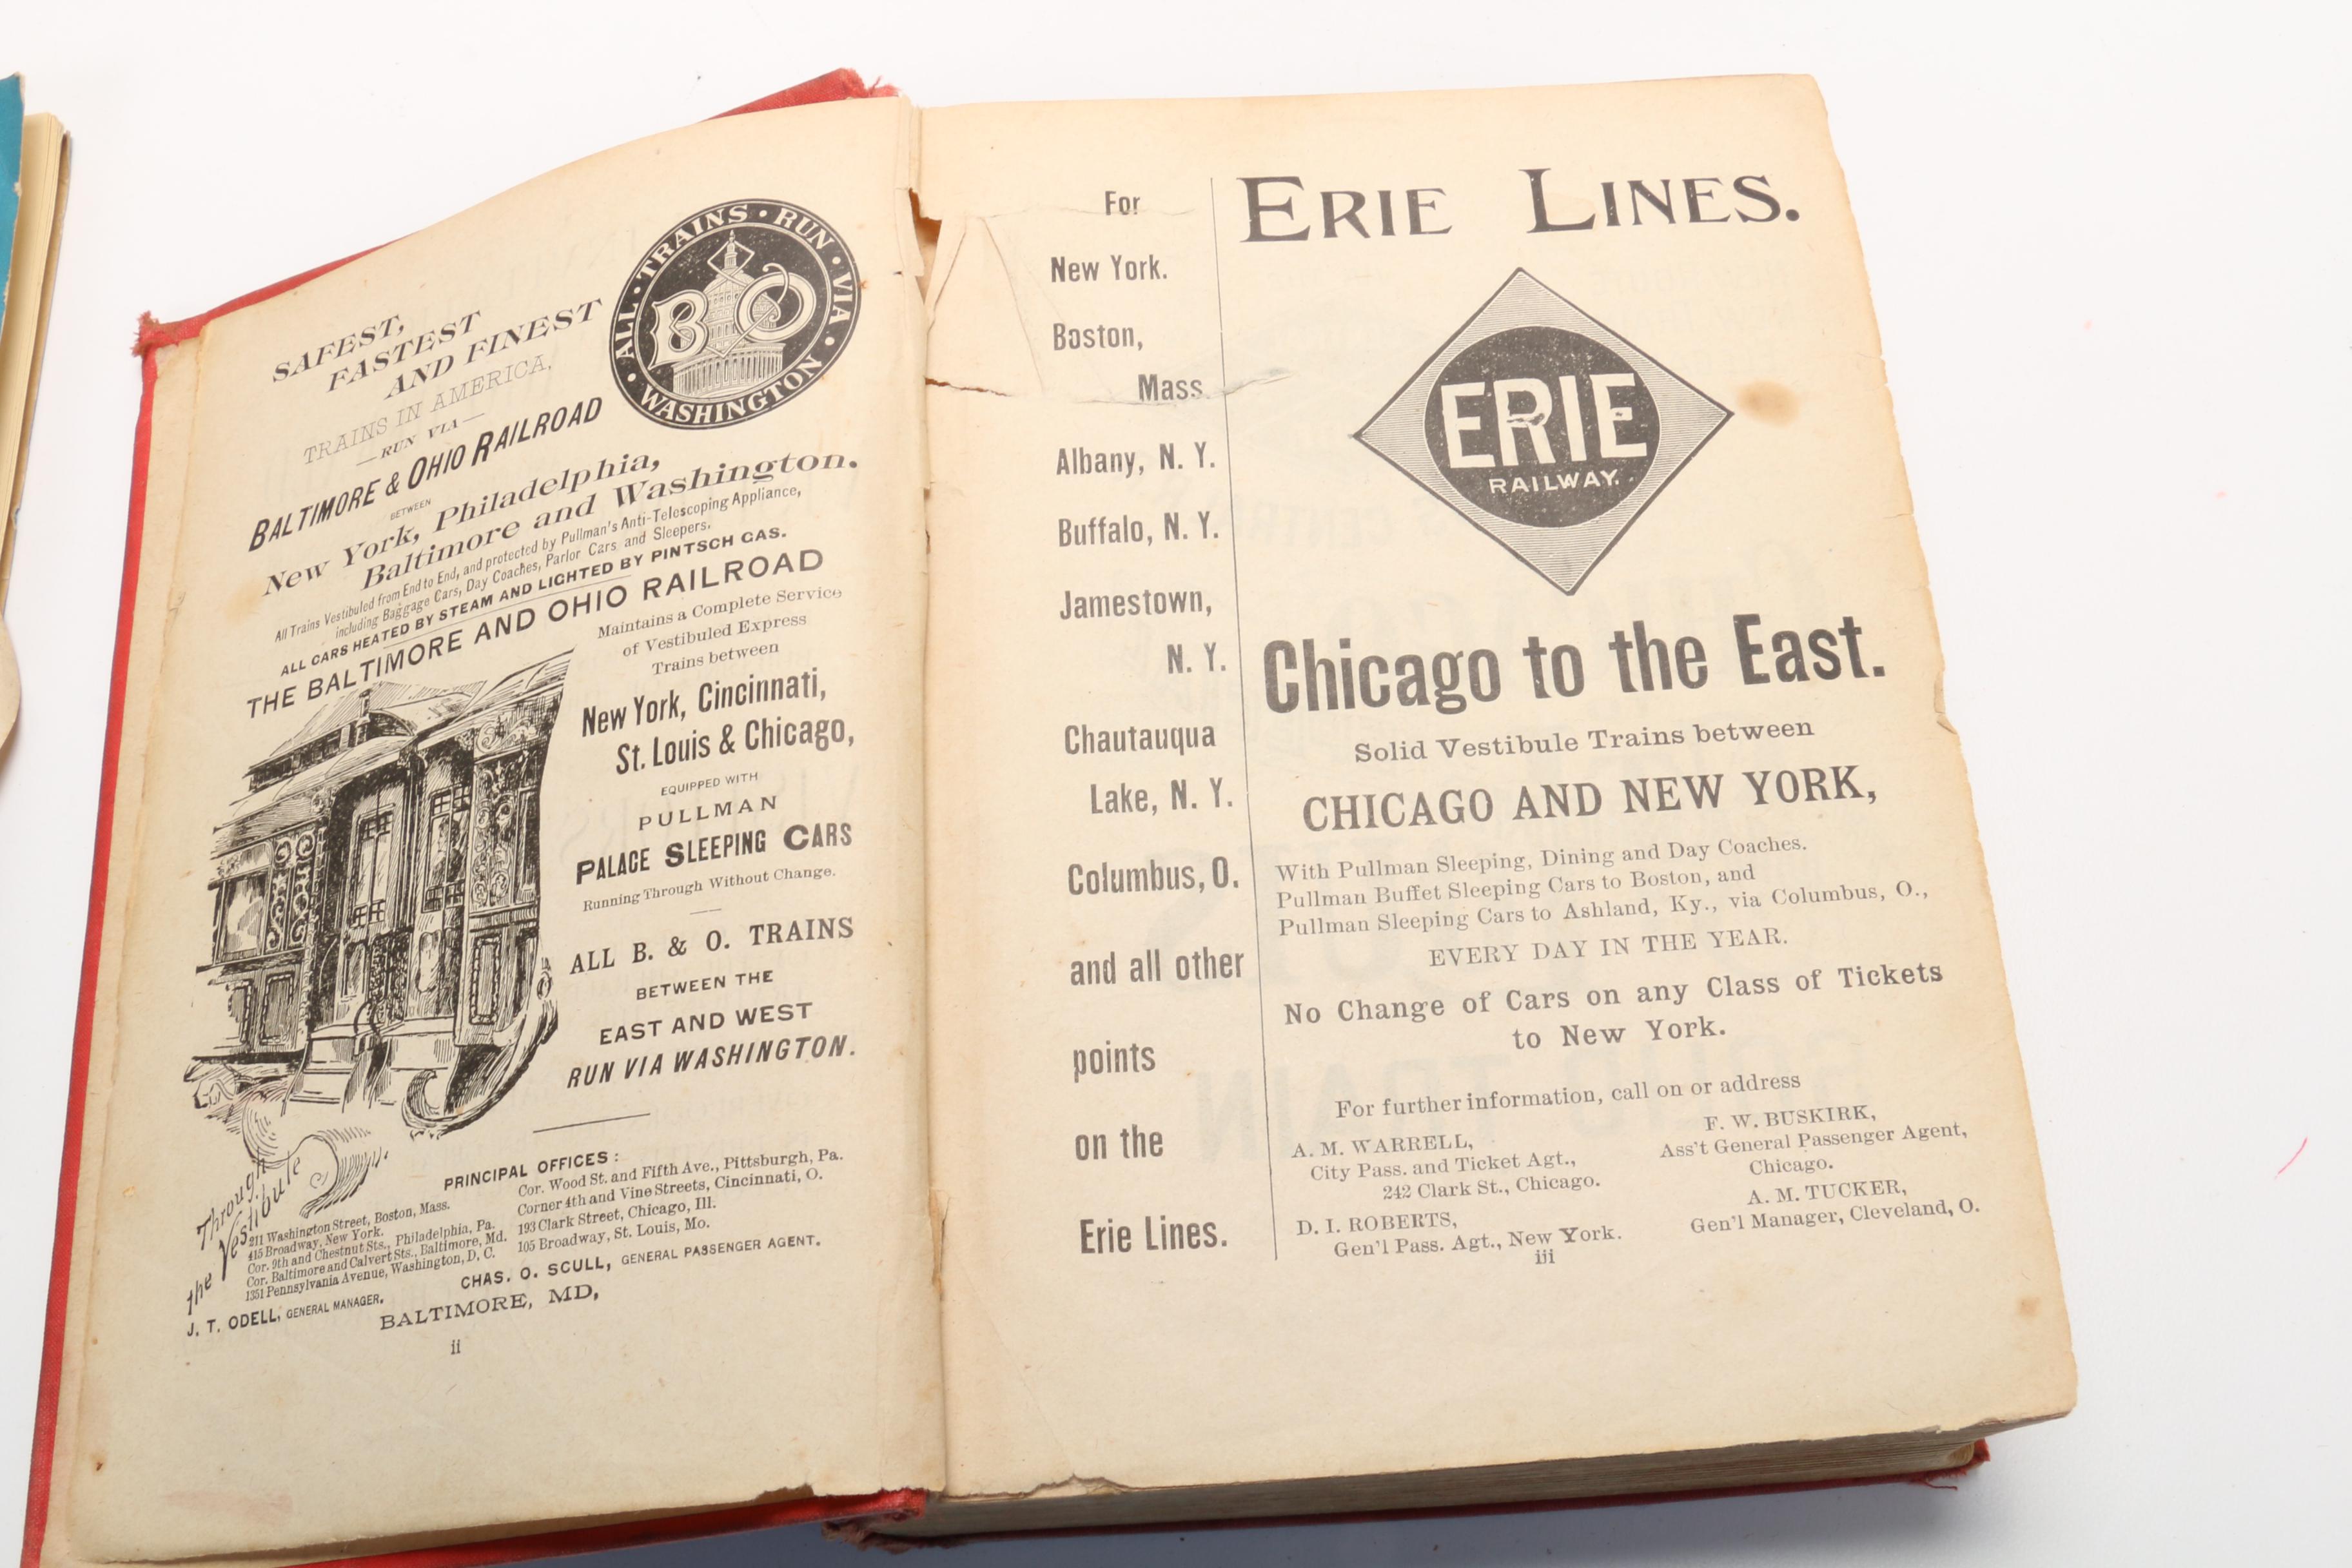 ALL • TRAINS • RUN • VIA • WASHINGTON •
B O
SAFEST,
FASTEST
AND FINEST
TRAINS IN AMERICA,
—RUN VIA—
BALTIMORE & OHIO RAILROAD
BETWEEN
New York, Philadelphia,
Baltimore and Washington.
All Trains Vestibuled from End to End, and protected by Pullman's Anti-Telescoping Appliance,
including Baggage Cars, Day Coaches, Parlor Cars and Sleepers.
ALL CARS HEATED BY STEAM AND LIGHTED BY PINTSCH GAS.
THE BALTIMORE AND OHIO RAILROAD
Maintains a Complete Service
of Vestibuled Express
Trains between
New York, Cincinnati,
St. Louis & Chicago,
EQUIPPED WITH
PULLMAN
PALACE SLEEPING CARS
Running Through Without Change.
ALL B. & O. TRAINS
BETWEEN THE
EAST AND WEST
RUN VIA WASHINGTON.
Through
the Vestibule
PRINCIPAL OFFICES:
211 Washington Street, Boston, Mass.
415 Broadway, New York.
Cor. 9th and Chestnut Sts., Philadelphia, Pa.
Cor. Baltimore and Calvert Sts., Baltimore, Md.
1351 Pennsylvania Avenue, Washington, D. C.
Cor. Wood St. and Fifth Ave., Pittsburgh, Pa.
Corner 4th and Vine Streets, Cincinnati, O.
193 Clark Street, Chicago, Ill.
105 Broadway, St. Louis, Mo.
J. T. ODELL, GENERAL MANAGER.
CHAS. O. SCULL, GENERAL PASSENGER AGENT.
BALTIMORE, MD,
ii
For
New York.
Boston,
Mass.
Albany, N. Y.
Buffalo, N. Y.
Jamestown,
N. Y.
Chautauqua
Lake, N. Y.
Columbus, O.
and all other
points
on the
Erie Lines.
ERIE LINES.
ERIE
RAILWAY.
Chicago to the East.
Solid Vestibule Trains between
CHICAGO AND NEW YORK,
With Pullman Sleeping, Dining and Day Coaches.
Pullman Buffet Sleeping Cars to Boston, and
Pullman Sleeping Cars to Ashland, Ky., via Columbus, O.,
EVERY DAY IN THE YEAR.
No Change of Cars on any Class of Tickets
to New York.
For further information, call on or address
A. M. WARRELL,
City Pass. and Ticket Agt.,
242 Clark St., Chicago.
D. I. ROBERTS,
Gen'l Pass. Agt., New York.
F. W. BUSKIRK,
Ass't General Passenger Agent,
Chicago.
A. M. TUCKER,
Gen'l Manager, Cleveland, O.
iii